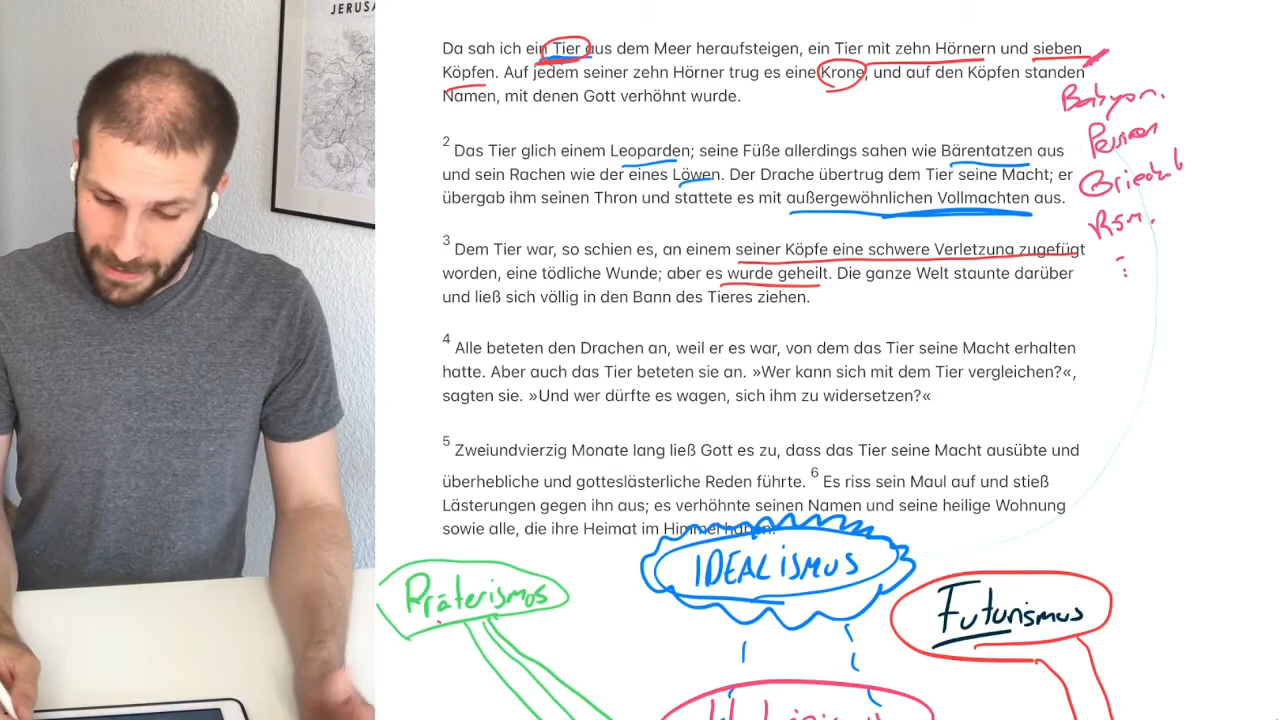 JERUSA
Da sah ich ein Tier aus dem Meer heraufsteigen, ein Tier mit zehn Hörnern und sieben
Köpfen. Auf jedem seiner zehn Hörner trug es eine Krone, und auf den Köpfen standen
Namen, mit denen Gott verhöhnt wurde.
2 Das Tier glich einem Leoparden; seine Füße allerdings sahen wie Bärentatzen aus
und sein Rachen wie der eines Löwen. Der Drache übertrug dem Tier seine Macht; er
übergab ihm seinen Thron und stattete es mit außergewöhnlichen Vollmachten aus.
3 Dem Tier war, so schien es, an einem seiner Köpfe eine schwere Verletzung zugefügt
worden, eine tödliche Wunde; aber es wurde geheilt. Die ganze Welt staunte darüber
und ließ sich völlig in den Bann des Tieres ziehen.
4 Alle beteten den Drachen an, weil er es war, von dem das Tier seine Macht erhalten
hatte. Aber auch das Tier beteten sie an. »Wer kann sich mit dem Tier vergleichen?«,
sagten sie. »Und wer dürfte es wagen, sich ihm zu widersetzen?«
5 Zweiundvierzig Monate lang ließ Gott es zu, dass das Tier seine Macht ausübte und
überhebliche und gotteslästerliche Reden führte. 6 Es riss sein Maul auf und stieß
Lästerungen gegen ihn aus; es verhöhnte seinen Namen und seine heilige Wohnung
sowie alle, die ihre Heimat im Himmel haben.
IDEALISMUS
Präterismos
Futurismus